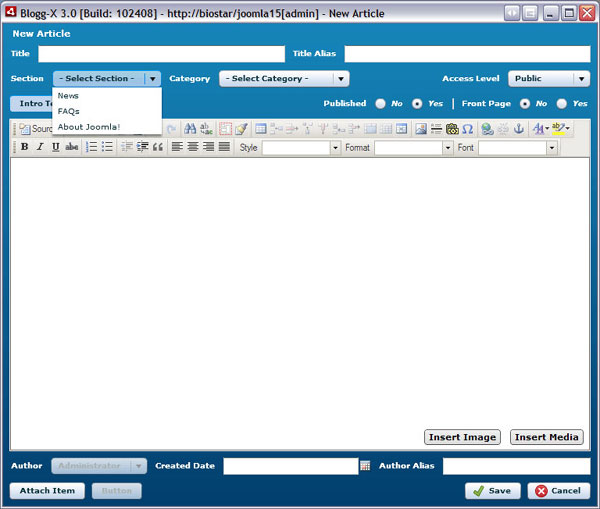 Blogg-X 3.0 [Build: 102408] - http://biostar/joomla15[admin] - New Article
New Article
Title Title Alias
Section - Select Section - Category - Select Category - Access Level Public
News
FAQs
About Joomla!
Intro Published No Yes | Front Page No Yes
B I U abc Style Format Font
Insert Image Insert Media
Author Administrator Created Date Author Alias
Attach Item Button Save Cancel